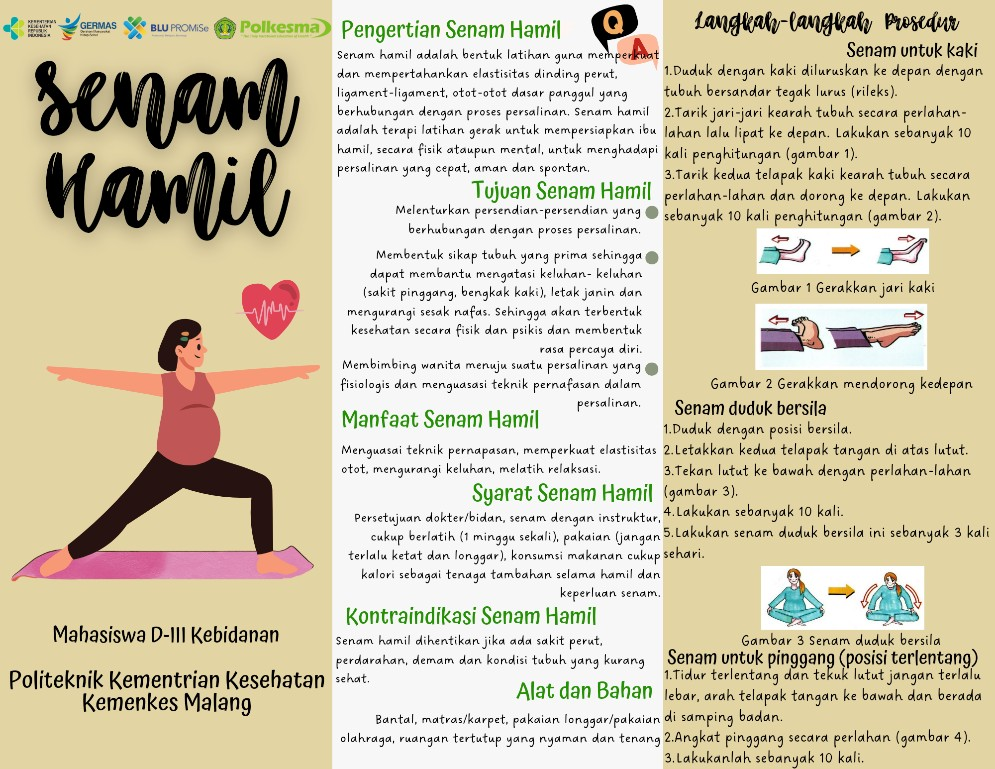 KEMENTERIAN
KESEHATAN
REPUBLIK
INDONESIA
GERMAS
Gerakan Masyarakat
Hidup Sehat
BLU PROMISe
Polkesma
Senam
Hamil
Mahasiswa D-III Kebidanan
Politeknik Kementrian Kesehatan
Kemenkes Malang
Pengertian Senam Hamil
Q
A
Senam hamil adalah bentuk latihan guna memperkuat
dan mempertahankan elastisitas dinding perut,
ligament-ligament, otot-otot dasar panggul yang
berhubungan dengan proses persalinan. Senam hamil
adalah terapi latihan gerak untuk mempersiapkan ibu
hamil, secara fisik ataupun mental, untuk menghadapi
persalinan yang cepat, aman dan spontan.
Tujuan Senam Hamil
Melenturkan persendian-persendian yang
berhubungan dengan proses persalinan.
Membentuk sikap tubuh yang prima sehingga
dapat membantu mengatasi keluhan- keluhan
(sakit pinggang, bengkak kaki), letak janin dan
mengurangi sesak nafas. Sehingga akan terbentuk
kesehatan secara fisik dan psikis dan membentuk
rasa percaya diri.
Membimbing wanita menuju suatu persalinan yang
fisiologis dan menguasasi teknik pernafasan dalam
persalinan.
Manfaat Senam Hamil
Menguasai teknik pernapasan, memperkuat elastisitas
otot, mengurangi keluhan, melatih relaksasi.
Syarat Senam Hamil
Persetujuan dokter/bidan, senam dengan instruktur,
cukup berlatih (1 minggu sekali), pakaian (jangan
terlalu ketat dan longgar), konsumsi makanan cukup
kalori sebagai tenaga tambahan selama hamil dan
keperluan senam.
Kontraindikasi Senam Hamil
Senam hamil dihentikan jika ada sakit perut,
perdarahan, demam dan kondisi tubuh yang kurang
sehat.
Alat dan Bahan
Bantal, matras/karpet, pakaian longgar/pakaian
olahraga, ruangan tertutup yang nyaman dan tenang
Langkah-langkah Prosedur
Senam untuk kaki
1.Duduk dengan kaki diluruskan ke depan dengan
tubuh bersandar tegak lurus (rileks).
2.Tarik jari-jari kearah tubuh secara perlahan-
lahan lalu lipat ke depan. Lakukan sebanyak 10
kali penghitungan (gambar 1).
3.Tarik kedua telapak kaki kearah tubuh secara
perlahan-lahan dan dorong ke depan. Lakukan
sebanyak 10 kali penghitungan (gambar 2).
Gambar 1 Gerakkan jari kaki
Gambar 2 Gerakkan mendorong kedepan
Senam duduk bersila
1.Duduk dengan posisi bersila.
2.Letakkan kedua telapak tangan di atas lutut.
3.Tekan lutut ke bawah dengan perlahan-lahan
(gambar 3).
4.Lakukan sebanyak 10 kali.
5.Lakukan senam duduk bersila ini sebanyak 3 kali
sehari.
Gambar 3 Senam duduk bersila
Senam untuk pinggang (posisi terlentang)
1.Tidur terlentang dan tekuk lutut jangan terlalu
lebar, arah telapak tangan ke bawah dan berada
di samping badan.
2.Angkat pinggang secara perlahan (gambar 4).
3.Lakukanlah sebanyak 10 kali.